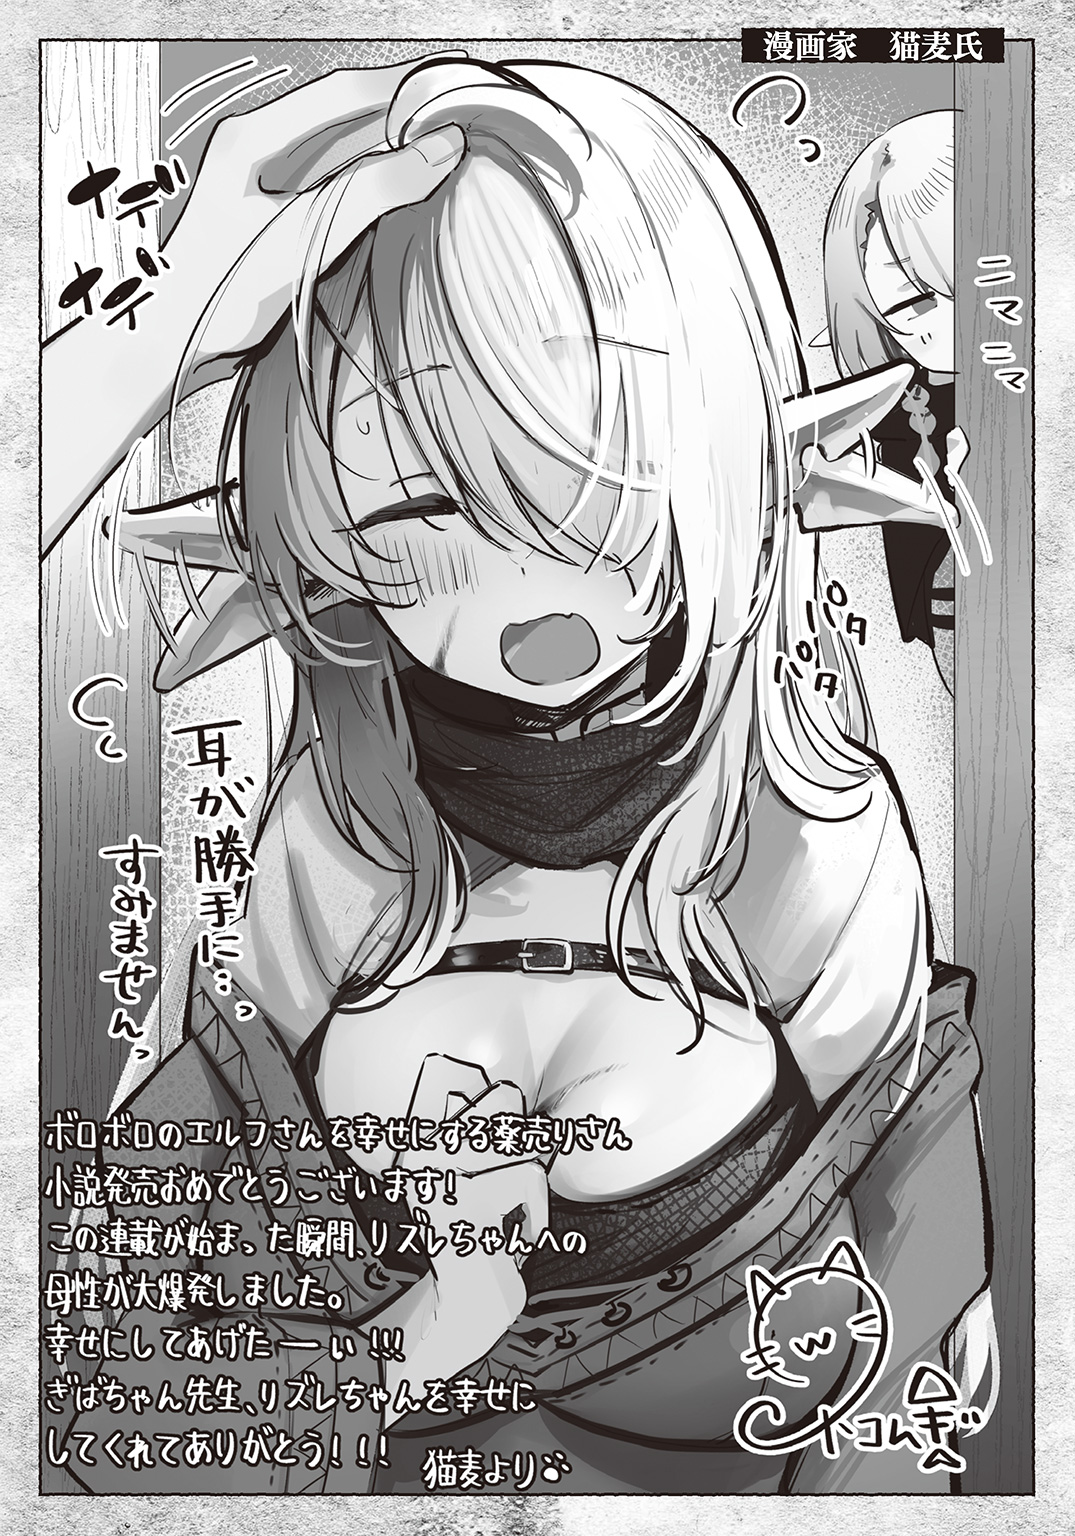 漫画家 猫麦氏
ニマ
ニマ
ナデ
ナデ
パタ
パタ
耳が勝手に…っ
すみませんっ
ボロボロのエルフさんを幸せにする薬売りさん
小説発売おめでとうございます!
この連載が始まった瞬間、リズレちゃんへの
母性が大爆発しました。
幸せにしてあげたーーぃ!!!
ぎばちゃん先生、リズレちゃんを幸せに
してくれてありがとう!!!
猫麦より
ネコムギ